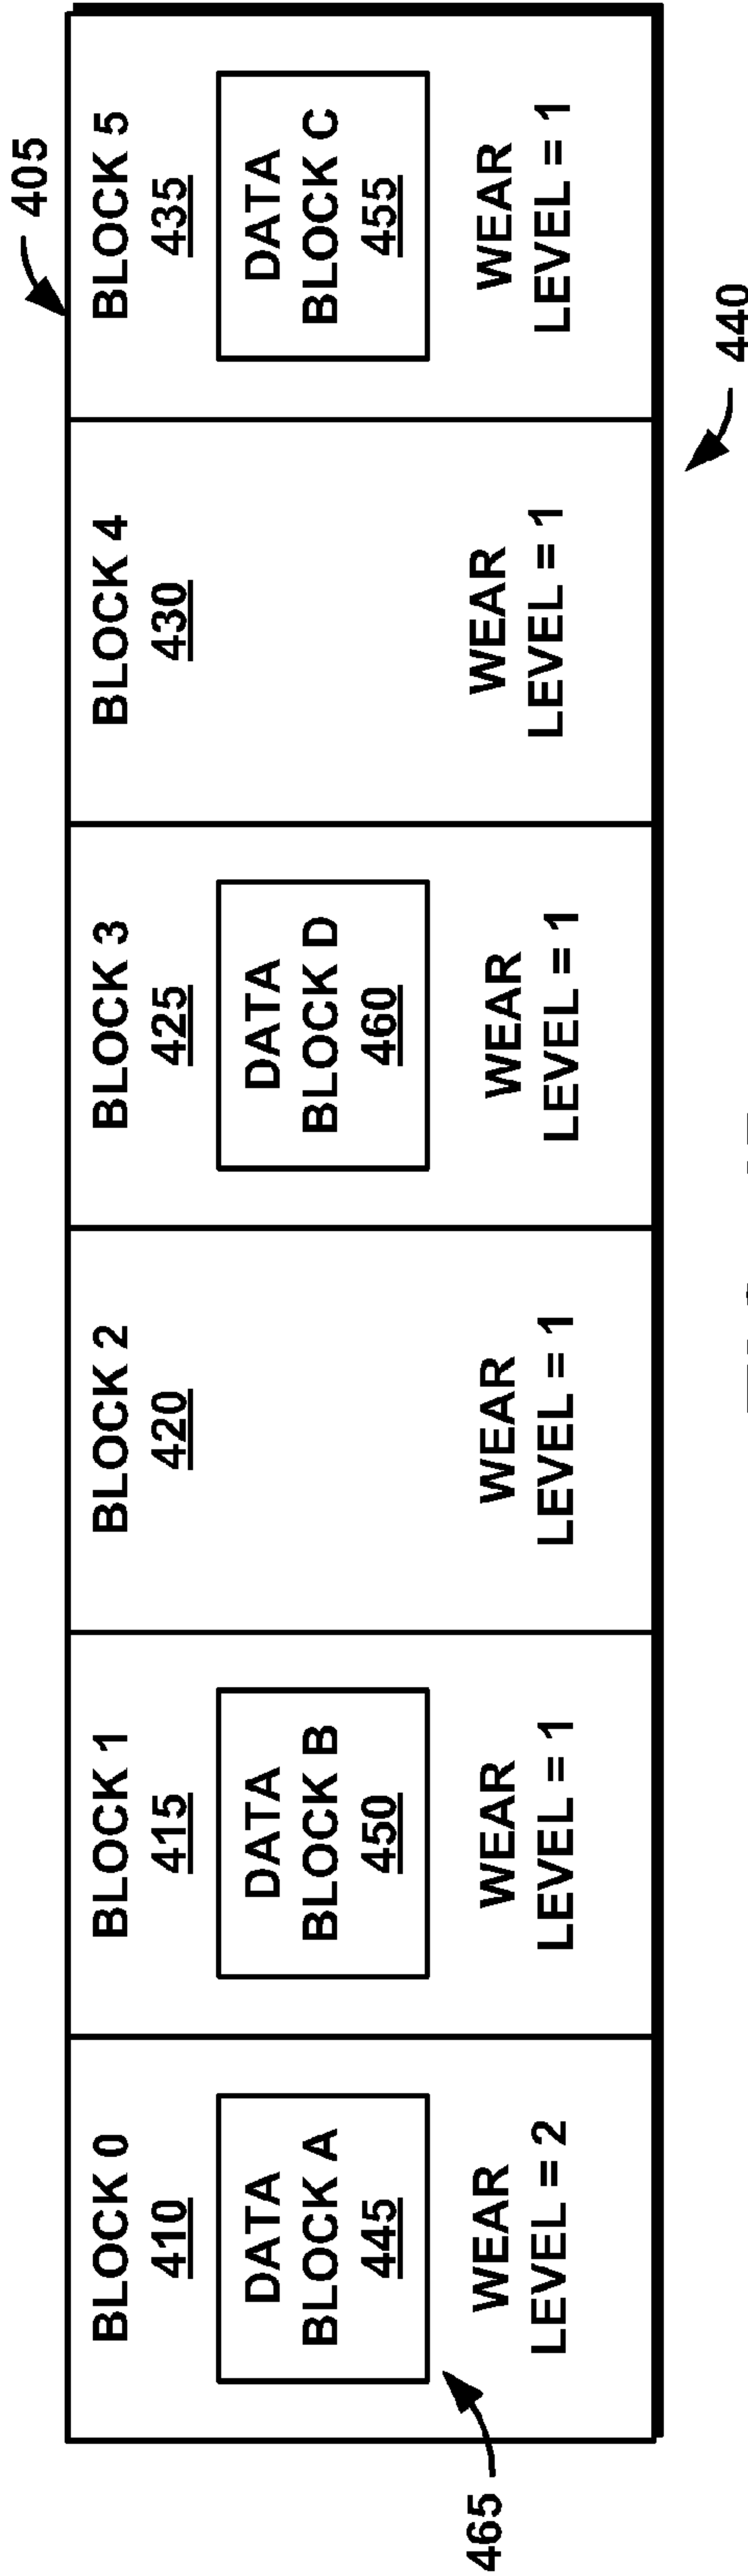 405
BLOCK 0
410
DATA
BLOCK A
445
WEAR
LEVEL = 2
BLOCK 1
415
DATA
BLOCK B
450
WEAR
LEVEL = 1
BLOCK 2
420
WEAR
LEVEL = 1
BLOCK 3
425
DATA
BLOCK D
460
WEAR
LEVEL = 1
BLOCK 4
430
WEAR
LEVEL = 1
BLOCK 5
435
DATA
BLOCK C
455
WEAR
LEVEL = 1
465
440